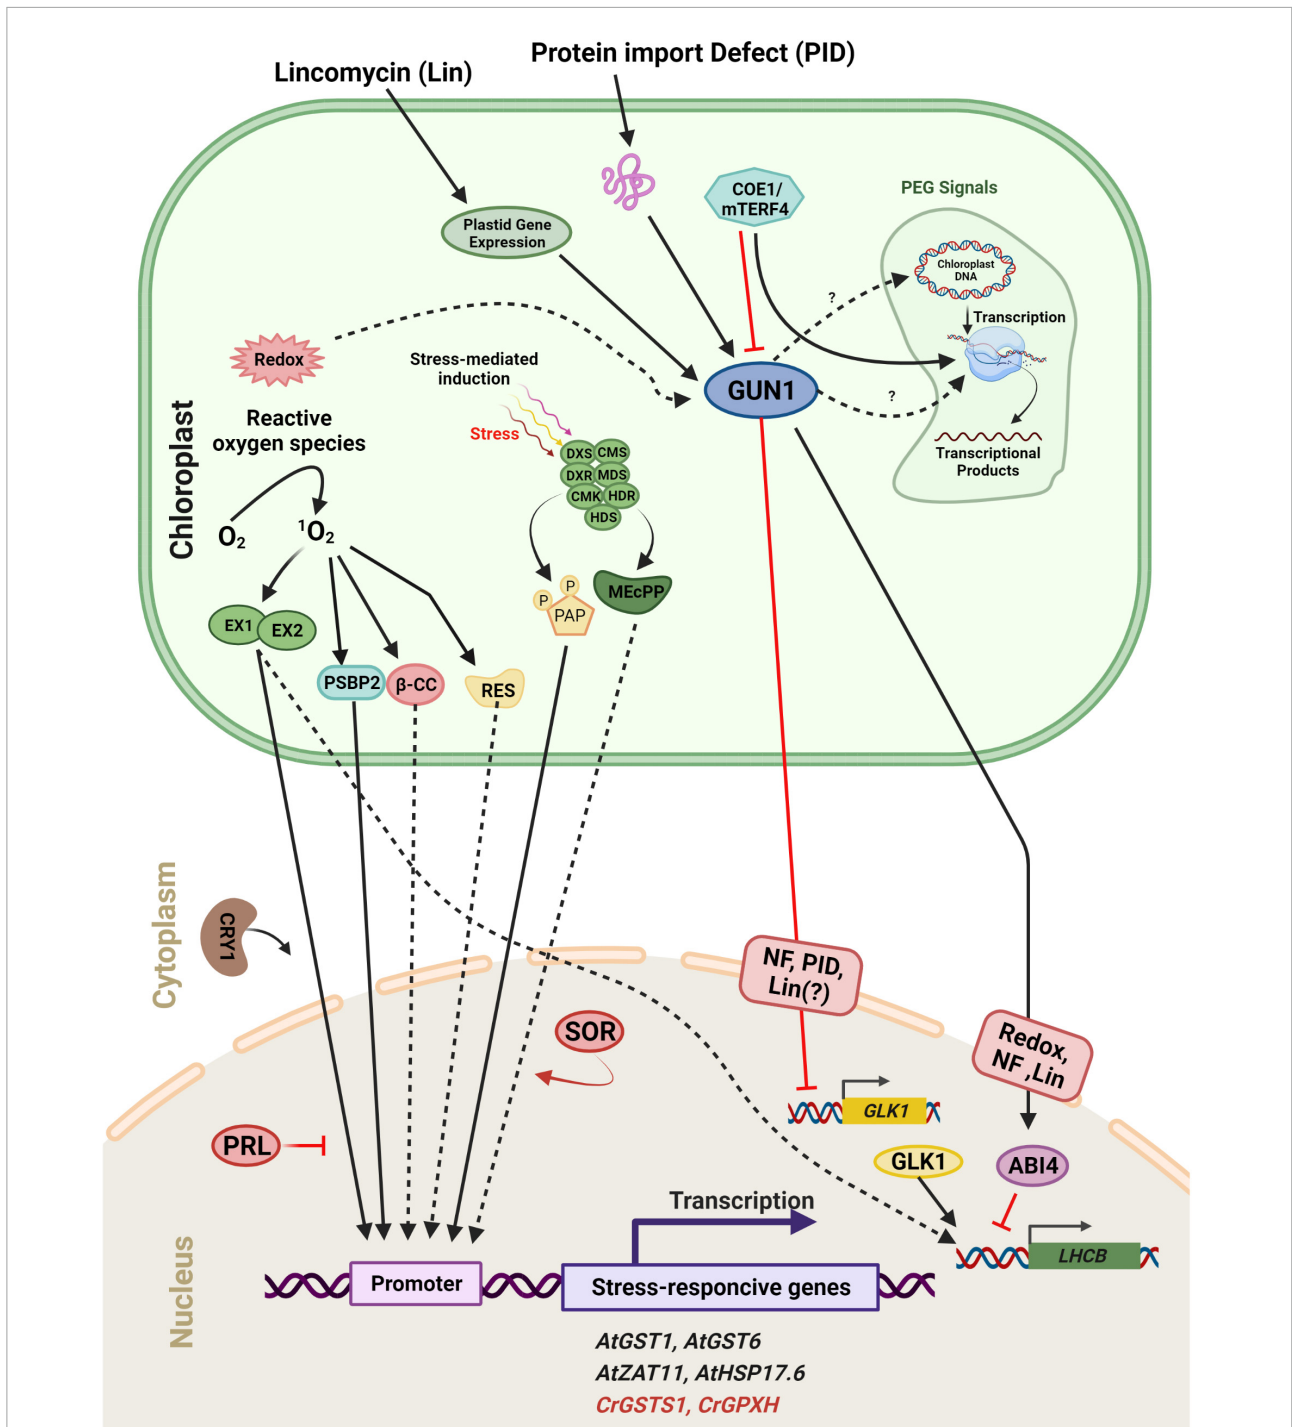 Protein import Defect (PID)
Lincomycin (Lin)
COE1/
mTERF4
PEG Signals
Plastid Gene
Expression
Chloroplast
DNA
?
Transcription
Redox
Stress-mediated
induction
GUN1
?
Reactive
oxygen species
Stress
DXS
CMS
DXR
MDS
CMK
HDR
HDS
Transcriptional
Products
Chloroplast
O₂
¹O₂
P
P
PAP
MEcPP
EX1
EX2
PSBP2
β-CC
RES
Cytoplasm
CRY1
NF, PID,
Lin(?)
SOR
Redox,
NF ,Lin
GLK1
PRL
GLK1
ABI4
Transcription
LHCB
Nucleus
Promoter
Stress-responcive genes
AtGST1, AtGST6
AtZAT11, AtHSP17.6
CrGSTS1, CrGPXH